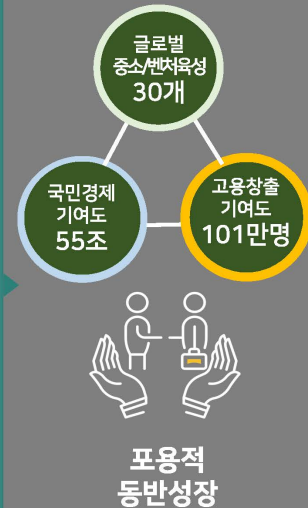 글로벌
중소/벤처육성
30개
국민경제
기여도
55조
고용창출
기여도
101만명
포용적
동반성장